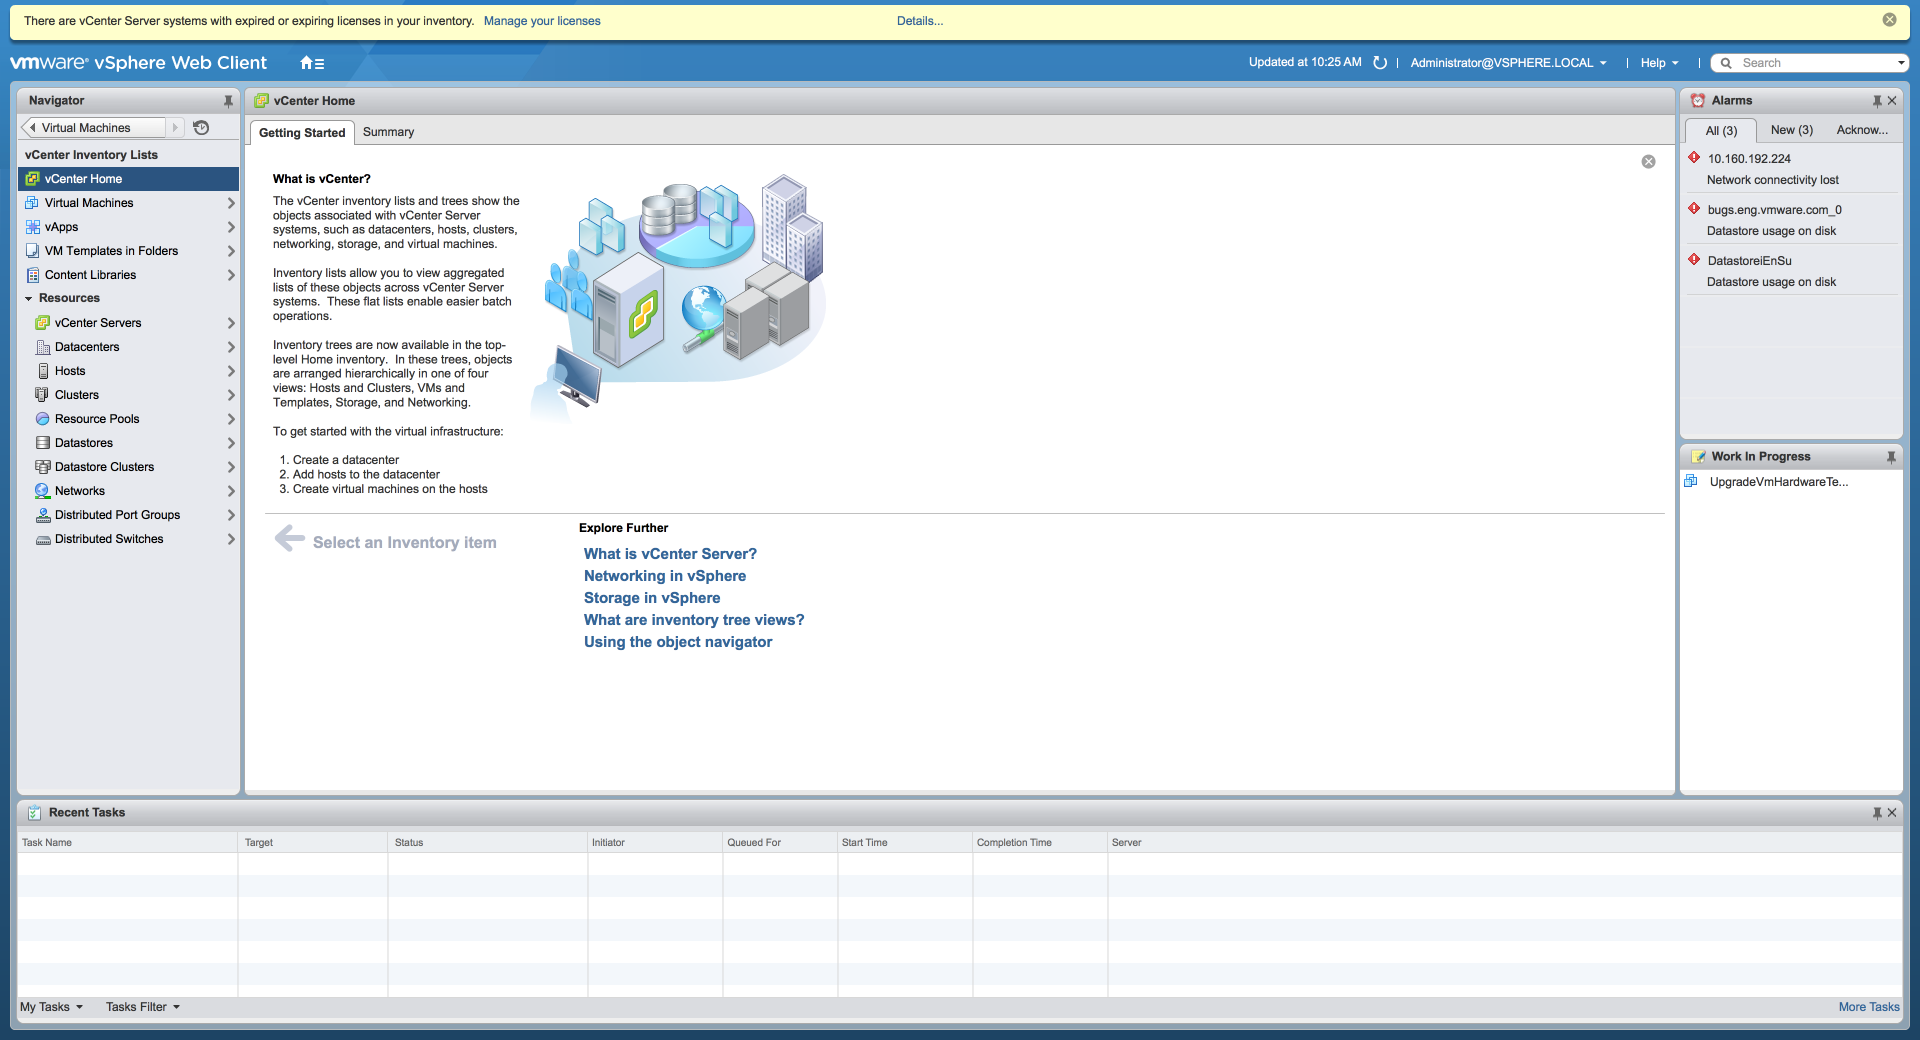 There are vCenter Server systems with expired or expiring licenses in your inventory. Manage your licenses Details...
vmware® vSphere Web Client
Updated at 10:25 AM | Administrator@VSPHERE.LOCAL | Help | Search
Navigator
Virtual Machines
vCenter Inventory Lists
vCenter Home
Virtual Machines
vApps
VM Templates in Folders
Content Libraries
Resources
vCenter Servers
Datacenters
Hosts
Clusters
Resource Pools
Datastores
Datastore Clusters
Networks
Distributed Port Groups
Distributed Switches
vCenter Home
Getting Started Summary
What is vCenter?
The vCenter inventory lists and trees show the
objects associated with vCenter Server
systems, such as datacenters, hosts, clusters,
networking, storage, and virtual machines.
Inventory lists allow you to view aggregated
lists of these objects across vCenter Server
systems. These flat lists enable easier batch
operations.
Inventory trees are now available in the top-
level Home inventory. In these trees, objects
are arranged hierarchically in one of four
views: Hosts and Clusters, VMs and
Templates, Storage, and Networking.
To get started with the virtual infrastructure:
1. Create a datacenter
2. Add hosts to the datacenter
3. Create virtual machines on the hosts
Select an Inventory item
Explore Further
What is vCenter Server?
Networking in vSphere
Storage in vSphere
What are inventory tree views?
Using the object navigator
Alarms
All (3) New (3) Acknow...
10.160.192.224
Network connectivity lost
bugs.eng.vmware.com_0
Datastore usage on disk
DatastoreiEnSu
Datastore usage on disk
Work In Progress
UpgradeVmHardwareTe...
Recent Tasks
Task Name Target Status Initiator Queued For Start Time Completion Time Server
My Tasks Tasks Filter More Tasks